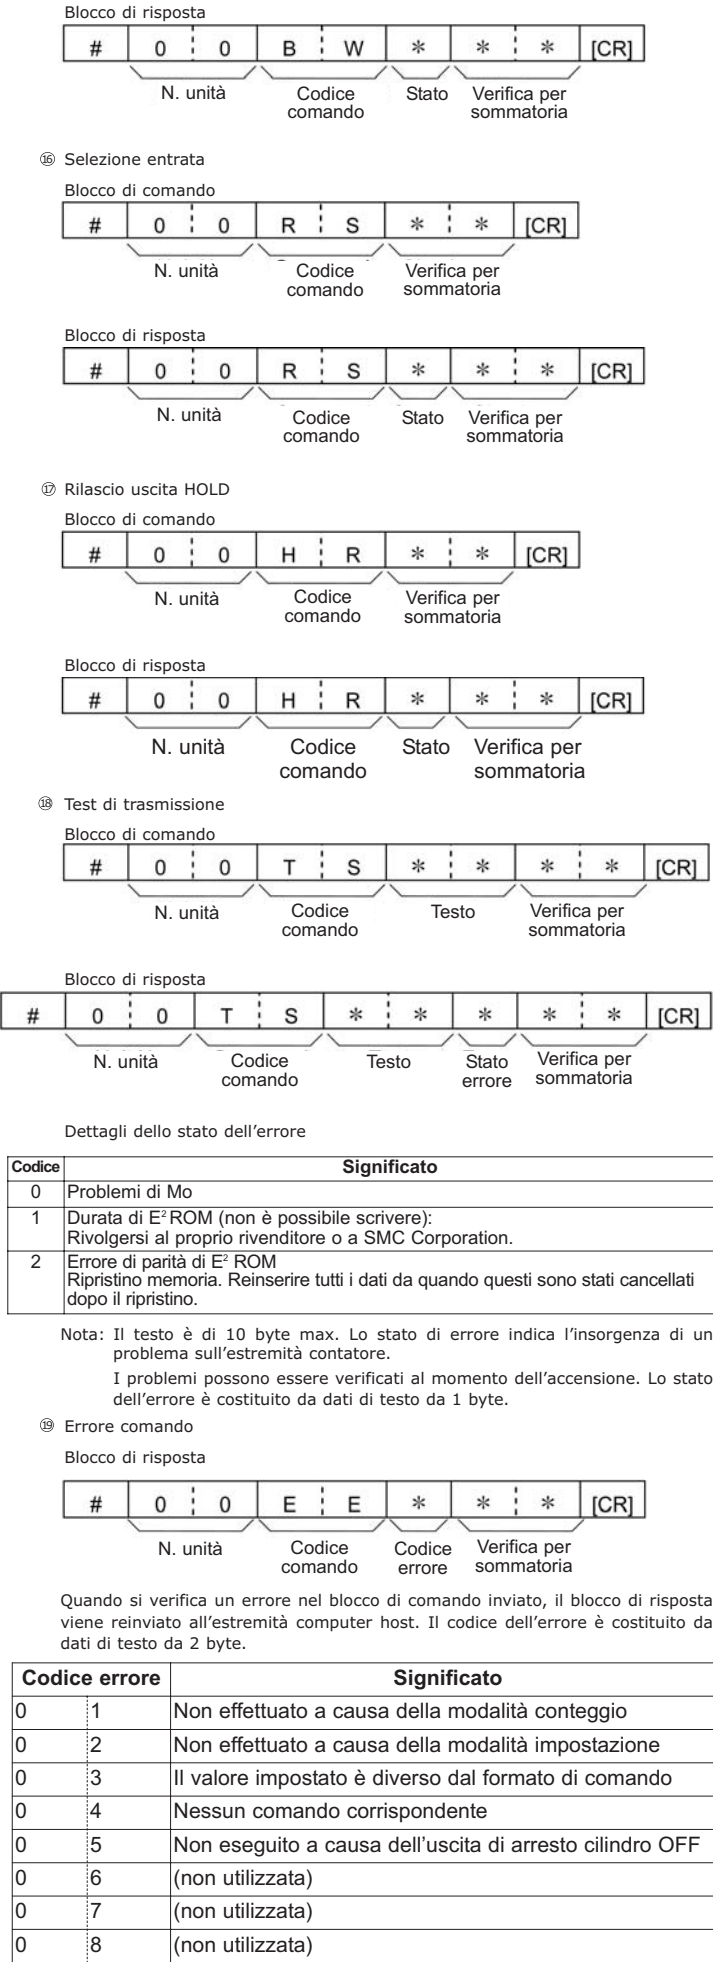 Blocco di risposta
# 0 0 B W * * * [CR]
N. unità Codice comando Stato Verifica per sommatoria
⑯ Selezione entrata
Blocco di comando
# 0 0 R S * * [CR]
N. unità Codice comando Verifica per sommatoria
Blocco di risposta
# 0 0 R S * * * [CR]
N. unità Codice comando Stato Verifica per sommatoria
⑰ Rilascio uscita HOLD
Blocco di comando
# 0 0 H R * * [CR]
N. unità Codice comando Verifica per sommatoria
Blocco di risposta
# 0 0 H R * * * [CR]
N. unità Codice comando Stato Verifica per sommatoria
⑱ Test di trasmissione
Blocco di comando
# 0 0 T S * * * * [CR]
N. unità Codice comando Testo Verifica per sommatoria
Blocco di risposta
# 0 0 T S * * * * * [CR]
N. unità Codice comando Testo Stato errore Verifica per sommatoria
Dettagli dello stato dell'errore
Codice Significato
0 Problemi di Mo
1 Durata di E² ROM (non è possibile scrivere):
Rivolgersi al proprio rivenditore o a SMC Corporation.
2 Errore di parità di E² ROM
Ripristino memoria. Reinserire tutti i dati da quando questi sono stati cancellati
dopo il ripristino.
Nota: Il testo è di 10 byte max. Lo stato di errore indica l'insorgenza di un
problema sull'estremità contatore.
I problemi possono essere verificati al momento dell'accensione. Lo stato
dell'errore è costituito da dati di testo da 1 byte.
⑲ Errore comando
Blocco di risposta
# 0 0 E E * * * [CR]
N. unità Codice comando Codice errore Verifica per sommatoria
Quando si verifica un errore nel blocco di comando inviato, il blocco di risposta
viene reinviato all'estremità computer host. Il codice dell'errore è costituito da
dati di testo da 2 byte.
Codice errore Significato
0 1 Non effettuato a causa della modalità conteggio
0 2 Non effettuato a causa della modalità impostazione
0 3 Il valore impostato è diverso dal formato di comando
0 4 Nessun comando corrispondente
0 5 Non eseguito a causa dell'uscita di arresto cilindro OFF
0 6 (non utilizzata)
0 7 (non utilizzata)
0 8 (non utilizzata)